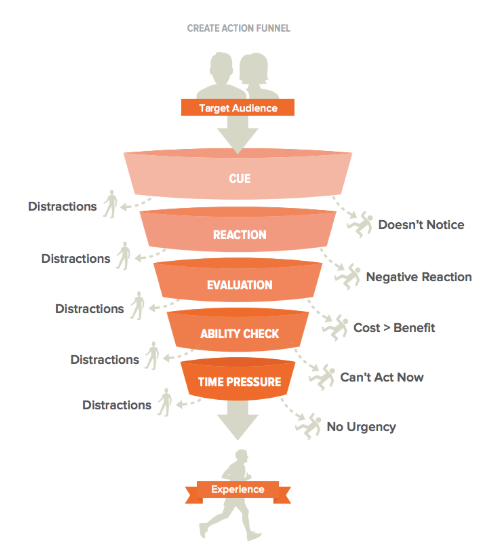 CREATE ACTION FUNNEL
Target Audience
CUE
Distractions
Doesn't Notice
REACTION
Distractions
Negative Reaction
EVALUATION
Distractions
Cost > Benefit
ABILITY CHECK
Distractions
Can't Act Now
TIME PRESSURE
Distractions
No Urgency
Experience